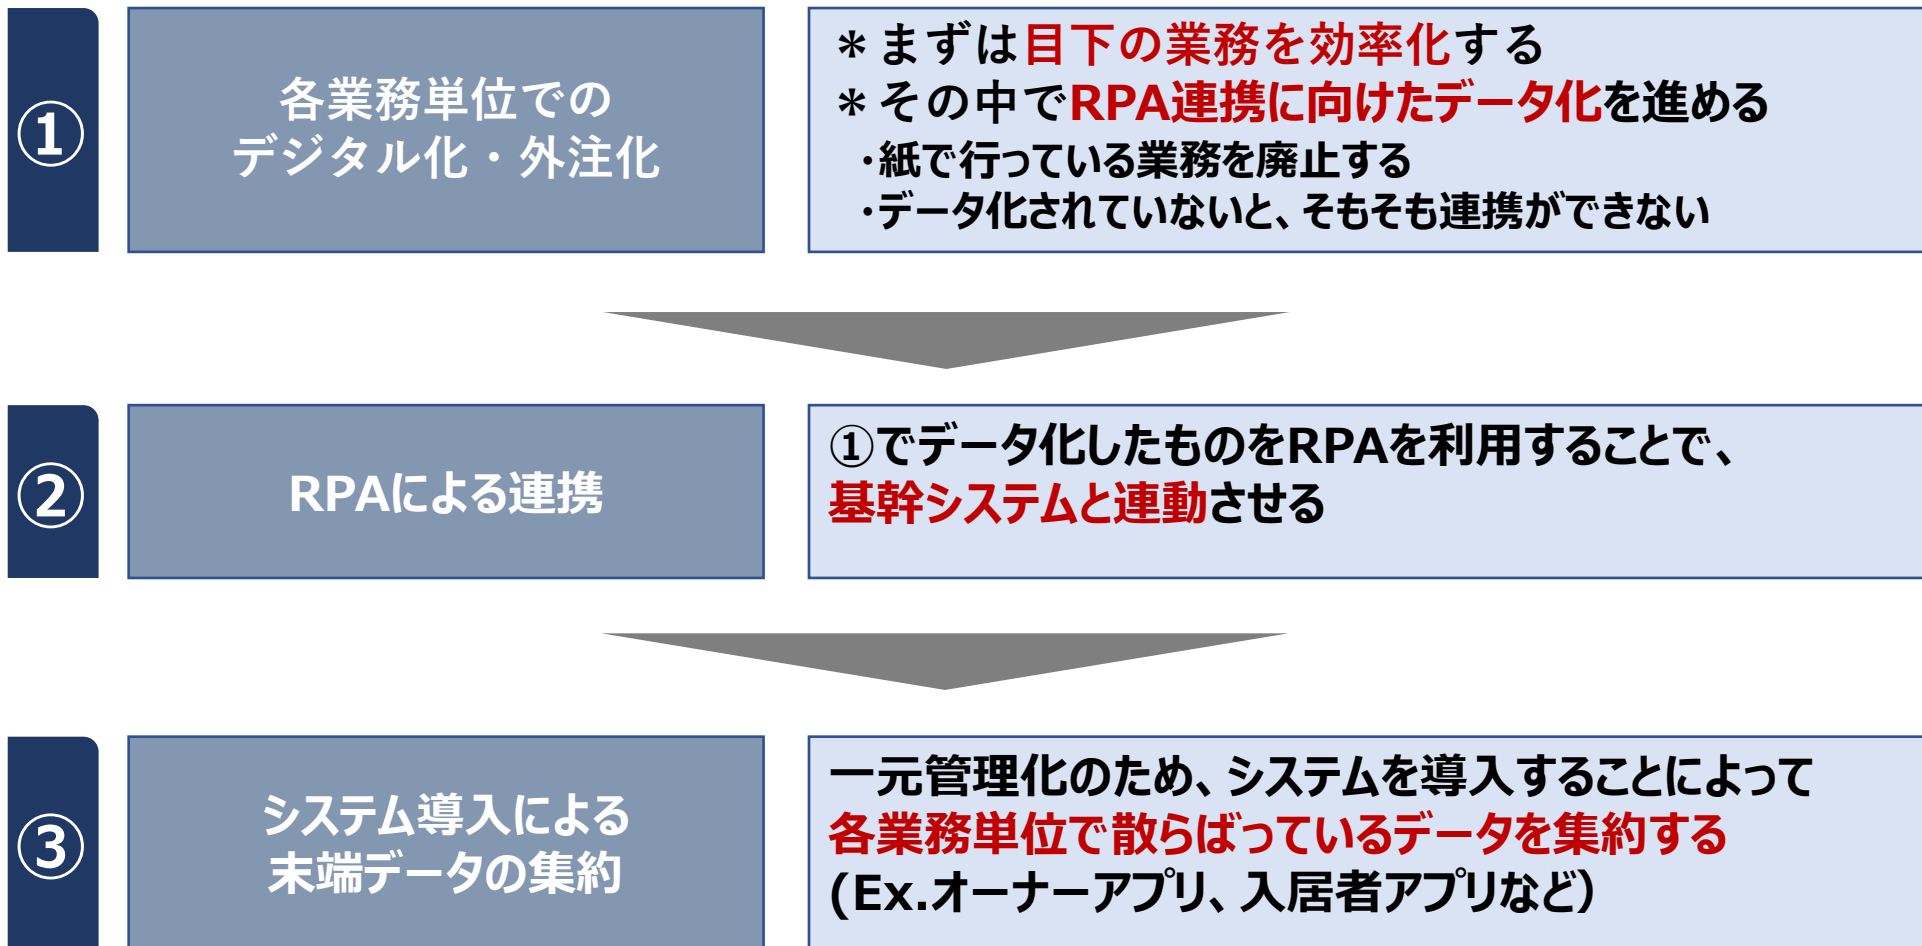 ①
各業務単位での
デジタル化・外注化
＊まずは目下の業務を効率化する
＊その中でRPA連携に向けたデータ化を進める
・紙で行っている業務を廃止する
・データ化されていないと、そもそも連携ができない
②
RPAによる連携
①でデータ化したものをRPAを利用することで、
基幹システムと連動させる
③
システム導入による
末端データの集約
一元管理化のため、システムを導入することによって
各業務単位で散らばっているデータを集約する
(Ex.オーナーアプリ、入居者アプリなど）